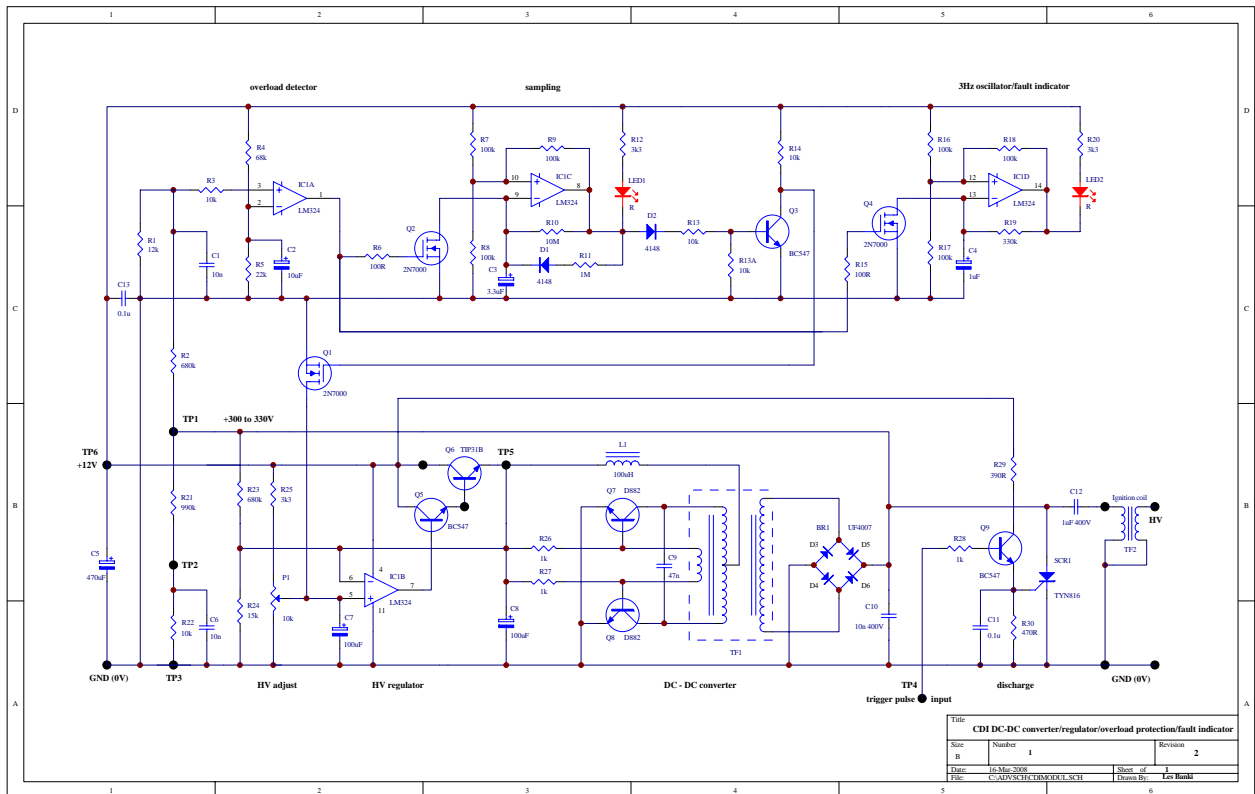 1 2 3 4 5 6
overload detector
sampling
3Hz oscillator/fault indicator
D
D
R4
68k
R7
100k
R9
100k
R12
3k3
R14
10k
R16
100k
R18
100k
R20
3k3
R3
10k
3
2
1
IC1A
LM324
10
9
8
IC1C
LM324
LED1
R
12
13
14
IC1D
LM324
LED2
R
R1
12k
C1
10n
R5
22k
C2
10uF
R6
100R
Q2
2N7000
R8
100k
R10
10M
D1
4148
R11
1M
C3
3.3uF
D2
4148
R13
10k
R13A
10k
Q3
BC547
Q4
2N7000
R15
100R
R17
100k
R19
330k
C4
1uF
C13
0.1u
C
C
R2
680k
Q1
2N7000
TP1
+300 to 330V
TP6
+12V
R21
990k
R23
680k
R25
3k3
Q6 TIP31B
TP5
Q5
BC547
L1
100uH
Q7 D882
R29
390R
B
B
C12
1uF 400V
Ignition coil
HV
TF2
C5
470uF
TP2
R26
1k
R27
1k
C9
47n
BR1 UF4007
D3
D5
D4
D6
Q9
R28
1k
BC547
SCR1
TYN816
P1
10k
6
5
4
11
7
IC1B
LM324
R22
10k
C6
10n
R24
15k
C7
100uF
C8
100uF
Q8 D882
TF1
C10
10n 400V
C11
0.1u
R30
470R
GND (0V)
TP3
HV adjust
HV regulator
DC - DC converter
TP4
discharge
GND (0V)
trigger pulse input
A
A
Title
CDI DC-DC converter/regulator/overload protection/fault indicator
Size
B
Number
1
Revision
2
Date: 16-Mar-2008 Sheet of 1
File: C:\ADVSCH\CDIMODUL.SCH Drawn By: Les Banki
1 2 3 4 5 6